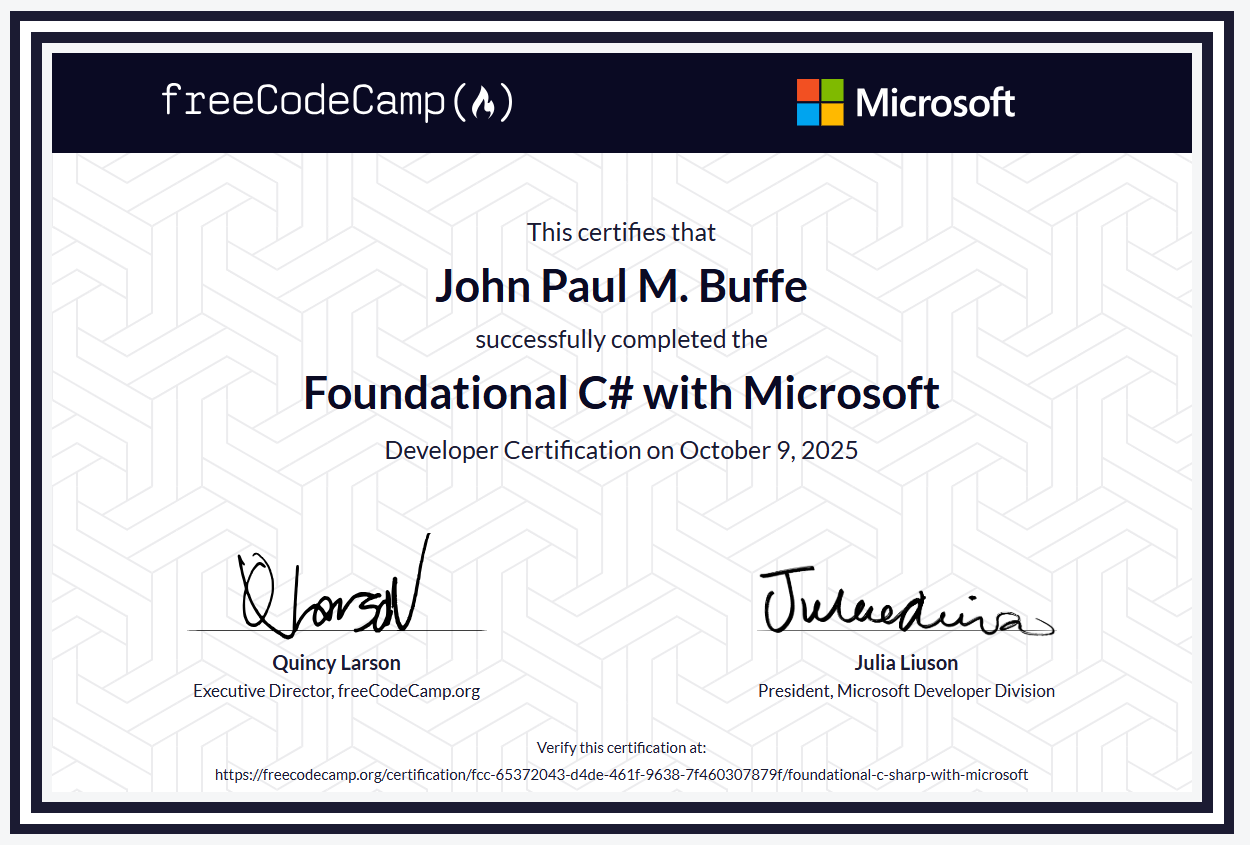 freeCodeCamp(🔥)
Microsoft
This certifies that
John Paul M. Buffe
successfully completed the
Foundational C# with Microsoft
Developer Certification on October 9, 2025
QLarson
Quincy Larson
Executive Director, freeCodeCamp.org
Julia Liuson
President, Microsoft Developer Division
Verify this certification at:
https://freecodecamp.org/certification/fcc-65372043-d4de-461f-9638-7f460307879f/foundational-c-sharp-with-microsoft